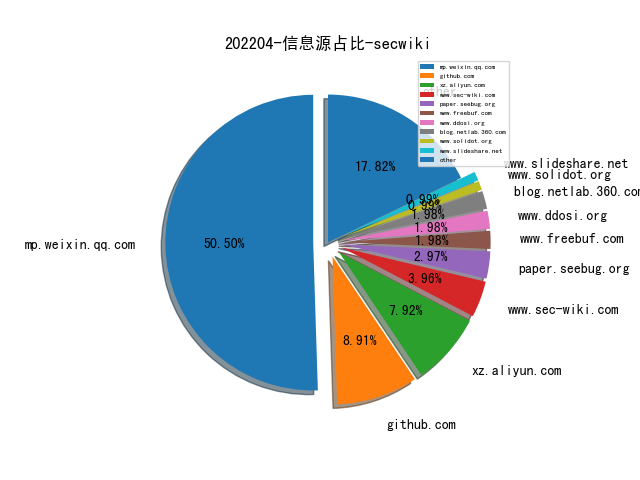 202204-信息源占比-secwiki
mp.weixin.qq.com
github.com
xz.aliyun.com
www.sec-wiki.com
paper.seebug.org
www.freebuf.com
www.ddosi.org
blog.netlab.360.com
www.solidot.org
www.slideshare.net
other
other
17.82%
www.slideshare.net
0.99%
www.solidot.org
0.99%
blog.netlab.360.com
1.98%
www.ddosi.org
1.98%
www.freebuf.com
1.98%
paper.seebug.org
2.97%
www.sec-wiki.com
3.96%
xz.aliyun.com
7.92%
github.com
8.91%
mp.weixin.qq.com
50.50%